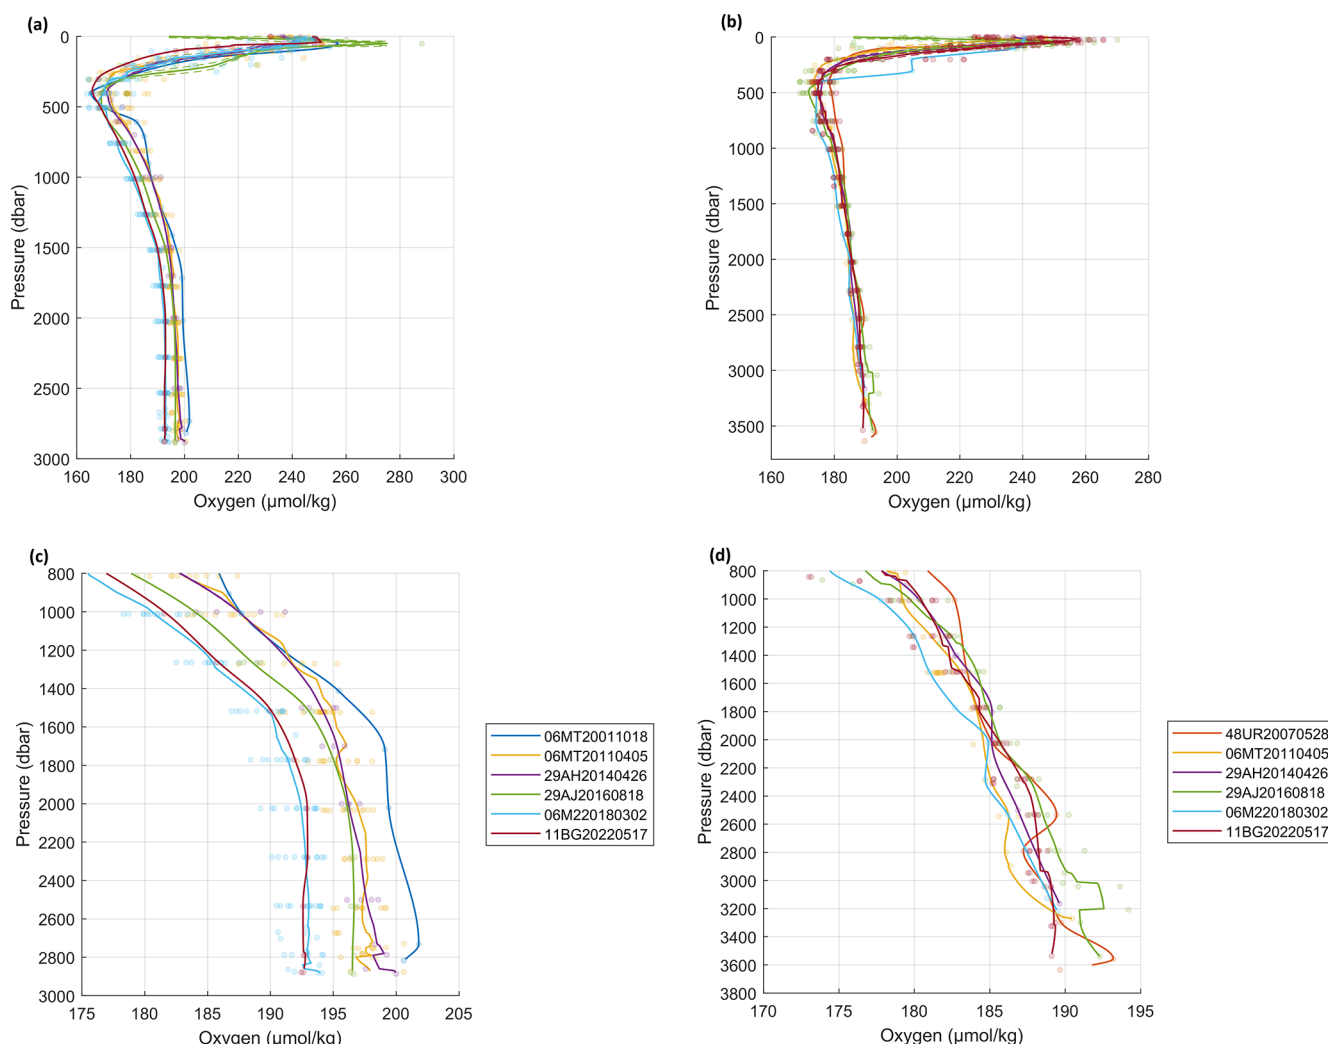 (a)
0
500
1000
1500
2000
2500
3000
160
180
200
220
240
260
280
300
Pressure (dbar)
Oxygen (µmol/kg)
(b)
0
500
1000
1500
2000
2500
3000
3500
160
180
200
220
240
260
280
Pressure (dbar)
Oxygen (µmol/kg)
(c)
800
1000
1200
1400
1600
1800
2000
2200
2400
2600
2800
3000
175
180
185
190
195
200
205
Pressure (dbar)
Oxygen (µmol/kg)
06MT20011018
06MT20110405
29AH20140426
29AJ20160818
06M220180302
11BG20220517
(d)
800
1000
1200
1400
1600
1800
2000
2200
2400
2600
2800
3000
3200
3400
3600
3800
170
180
185
190
195
Pressure (dbar)
Oxygen (µmol/kg)
48UR20070528
06MT20110405
29AH20140426
29AJ20160818
06M220180302
11BG20220517